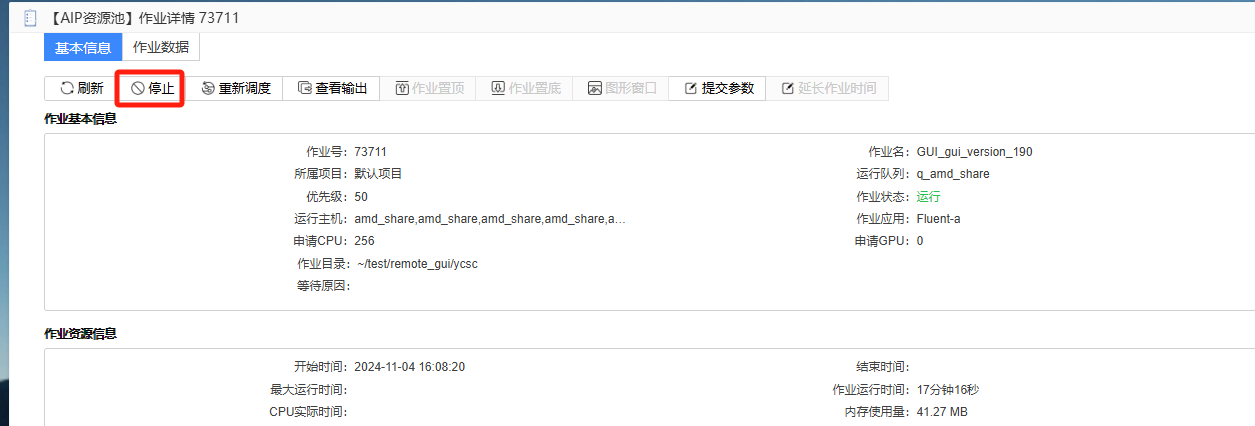 【AIP资源池】作业详情 73711
基本信息 作业数据
刷新 停止 重新调度 查看输出 作业置顶 作业置底 图形窗口 提交参数 延长作业时间
作业基本信息
作业号： 73711 作业名： GUI_gui_version_190
所属项目： 默认项目 运行队列： q_amd_share
优先级： 50 作业状态： 运行
运行主机： amd_share,amd_share,amd_share,amd_share,a... 作业应用： Fluent-a
申请CPU： 256 申请GPU： 0
作业目录： ~/test/remote_gui/ycsc
等待原因：
作业资源信息
开始时间： 2024-11-04 16:08:20 结束时间：
最大运行时间： 作业运行时间： 17分钟16秒
CPU实际时间： 内存使用量： 41.27 MB